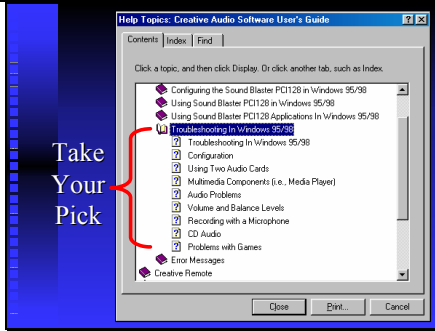 Help Topics: Creative Audio Software User's Guide
Contents Index Find
Click a topic, and then click Display. Or click another tab, such as Index.
Configuring the Sound Blaster PCI128 in Windows 95/98
Using Sound Blaster PCI128 in Windows 95/98
Using Sound Blaster PCI128 Applications In Windows 95/98
Troubleshooting In Windows 95/98
Troubleshooting In Windows 95/98
Configuration
Using Two Audio Cards
Multimedia Components (i.e., Media Player)
Audio Problems
Volume and Balance Levels
Recording with a Microphone
CD Audio
Problems with Games
Error Messages
Creative Remote
Close Print... Cancel
Take
Your
Pick